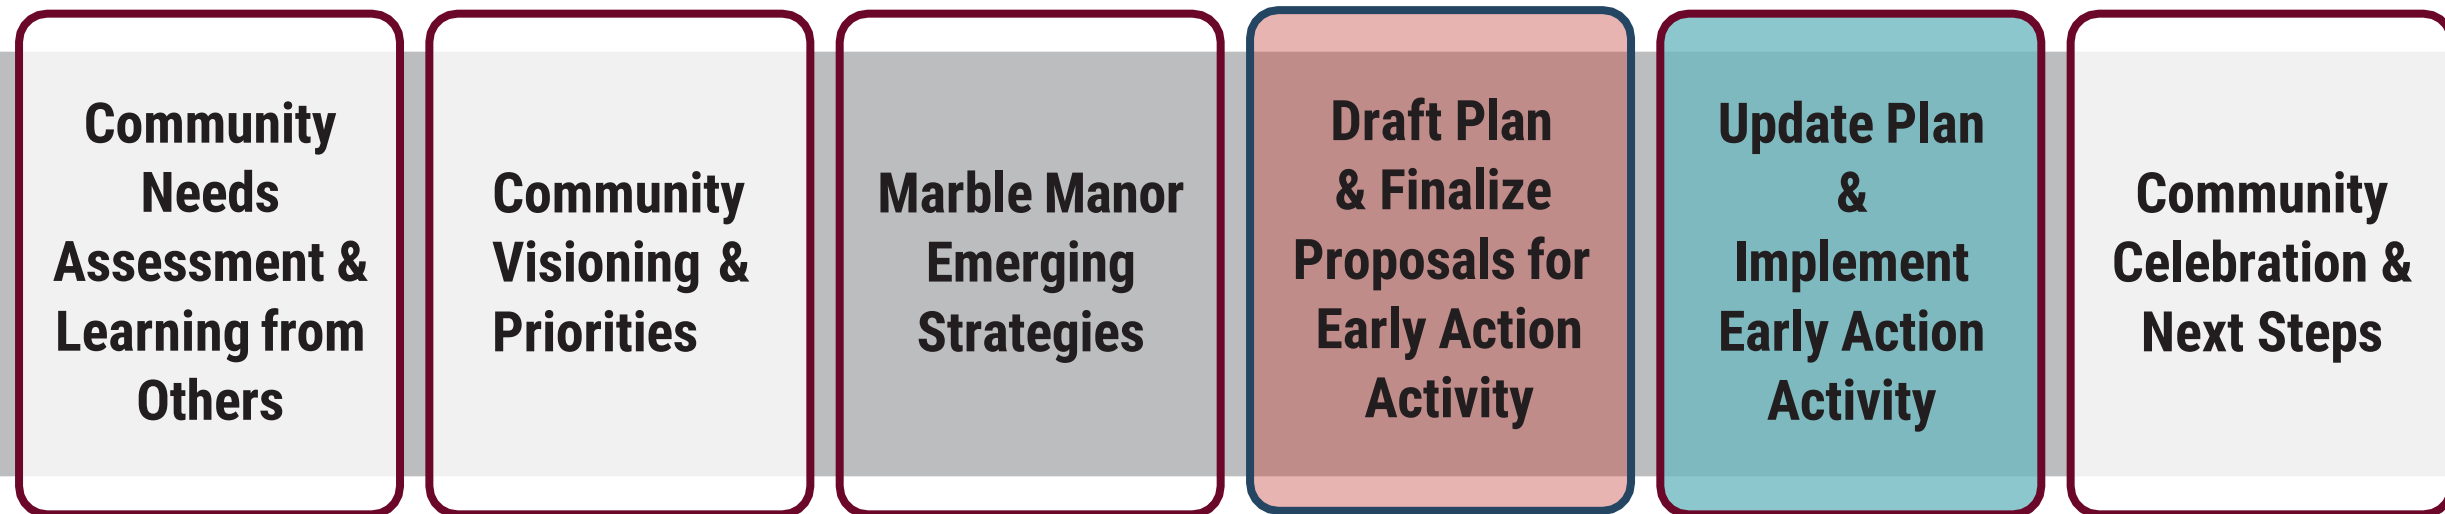 Community
Needs
Assessment &
Learning from
Others
Community
Visioning &
Priorities
Marble Manor
Emerging
Strategies
Draft Plan
& Finalize
Proposals for
Early Action
Activity
Update Plan
&
Implement
Early Action
Activity
Community
Celebration &
Next Steps